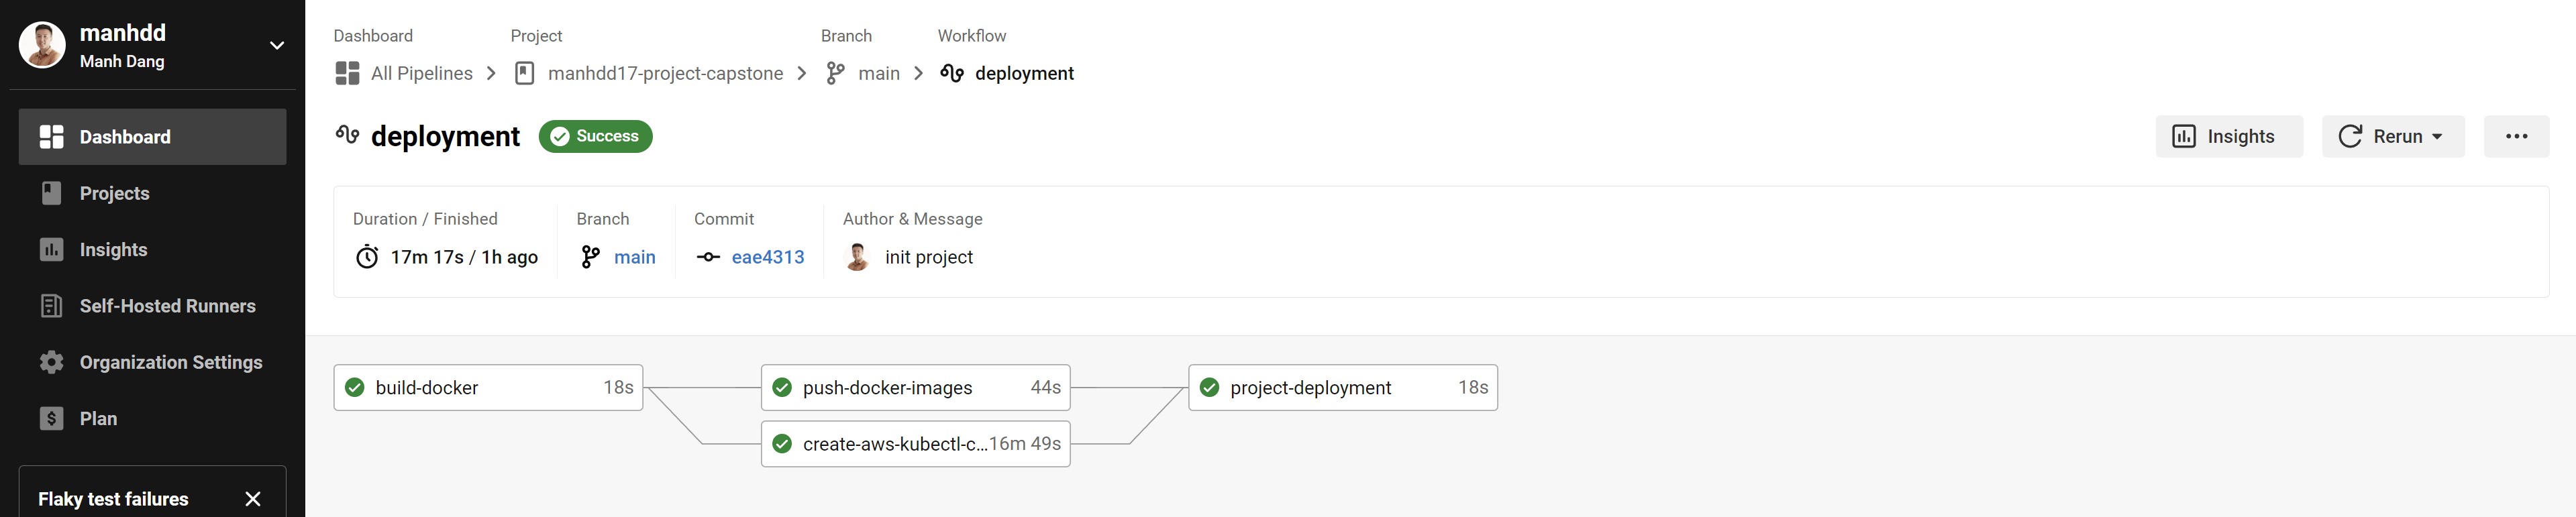 manhdd
Manh Dang
Dashboard
Projects
Insights
Self-Hosted Runners
Organization Settings
Plan
Flaky test failures
Dashboard Project Branch Workflow
All Pipelines manhdd17-project-capstone main deployment
deployment Success Insights Rerun
Duration / Finished Branch Commit Author & Message
17m 17s / 1h ago main eae4313 init project
build-docker 18s push-docker-images 44s project-deployment 18s
create-aws-kubectl-c... 16m 49s